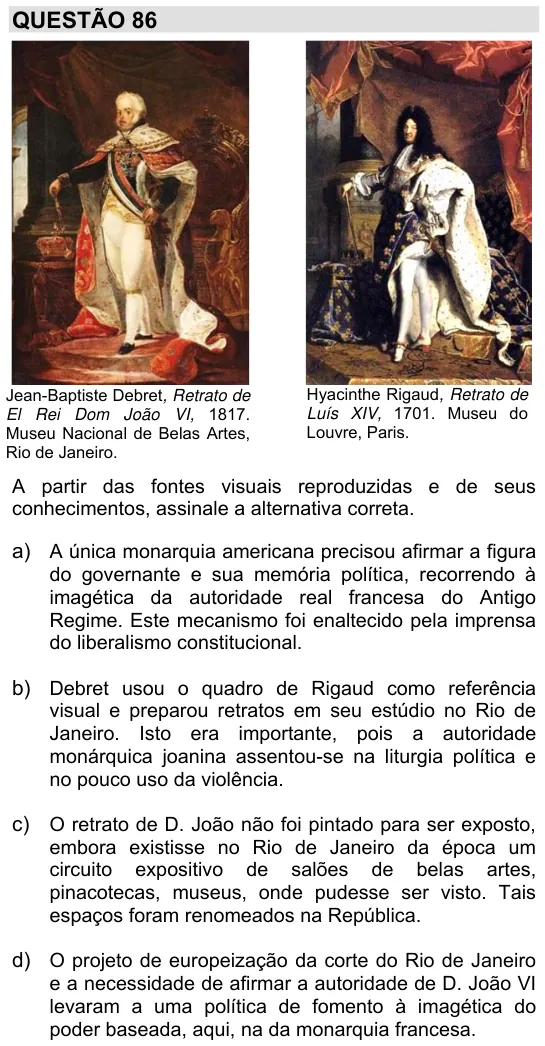 QUESTÃO 86
Jean-Baptiste Debret, Retrato de
El Rei Dom João VI, 1817.
Museu Nacional de Belas Artes,
Rio de Janeiro.
Hyacinthe Rigaud, Retrato de
Luís XIV, 1701. Museu do
Louvre, Paris.
A partir das fontes visuais reproduzidas e de seus
conhecimentos, assinale a alternativa correta.
a) A única monarquia americana precisou afirmar a figura
do governante e sua memória política, recorrendo à
imagética da autoridade real francesa do Antigo
Regime. Este mecanismo foi enaltecido pela imprensa
do liberalismo constitucional.
b) Debret usou o quadro de Rigaud como referência
visual e preparou retratos em seu estúdio no Rio de
Janeiro. Isto era importante, pois a autoridade
monárquica joanina assentou-se na liturgia política e
no pouco uso da violência.
c) O retrato de D. João não foi pintado para ser exposto,
embora existisse no Rio de Janeiro da época um
circuito expositivo de salões de belas artes,
pinacotecas, museus, onde pudesse ser visto. Tais
espaços foram renomeados na República.
d) O projeto de europeização da corte do Rio de Janeiro
e a necessidade de afirmar a autoridade de D. João VI
levaram a uma política de fomento à imagética do
poder baseada, aqui, na da monarquia francesa.